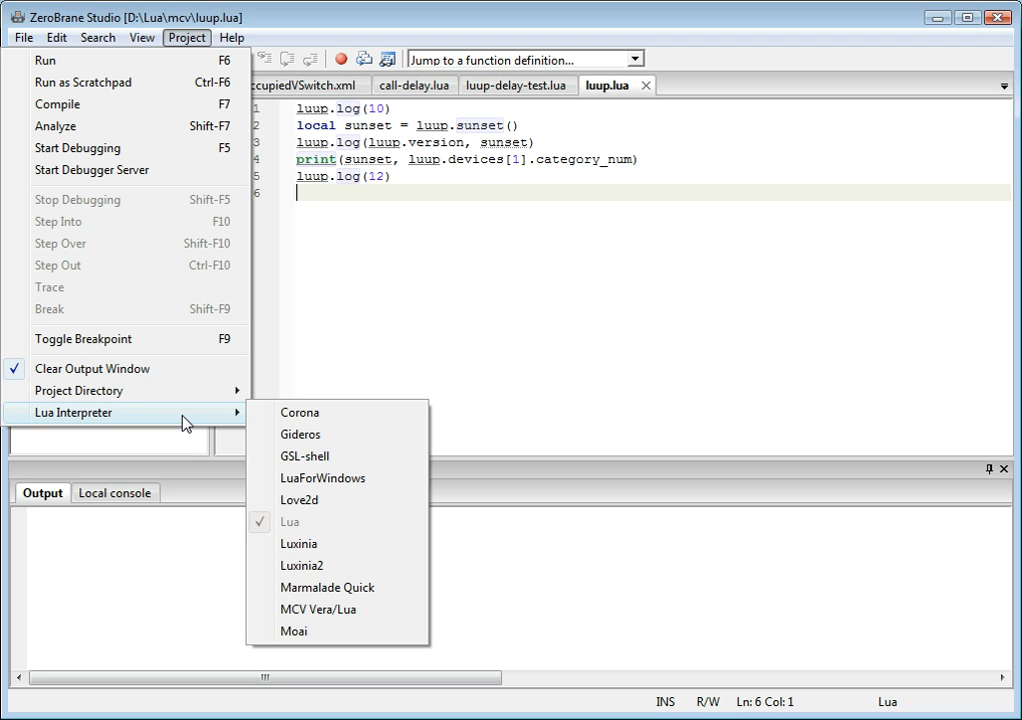 ZeroBrane Studio [D:\Lua\mcv\luup.lua]
File Edit Search View Project Help
Run F6
Run as Scratchpad Ctrl-F6
Compile F7
Analyze Shift-F7
Start Debugging F5
Start Debugger Server
Stop Debugging Shift-F5
Step Into F10
Step Over Shift-F10
Step Out Ctrl-F10
Trace
Break Shift-F9
Toggle Breakpoint F9
Clear Output Window
Project Directory
Lua Interpreter
Corona
Gideros
GSL-shell
LuaForWindows
Love2d
Lua
Luxinia
Luxinia2
Marmalade Quick
MCV Vera/Lua
Moai
Jump to a function definition...
ccupiedVSwitch.xml call-delay.lua luup-delay-test.lua luup.lua
1 luup.log(10)
2 local sunset = luup.sunset()
3 luup.log(luup.version, sunset)
4 print(sunset, luup.devices[1].category_num)
5 luup.log(12)
6
Output Local console
INS R/W Ln: 6 Col: 1 Lua